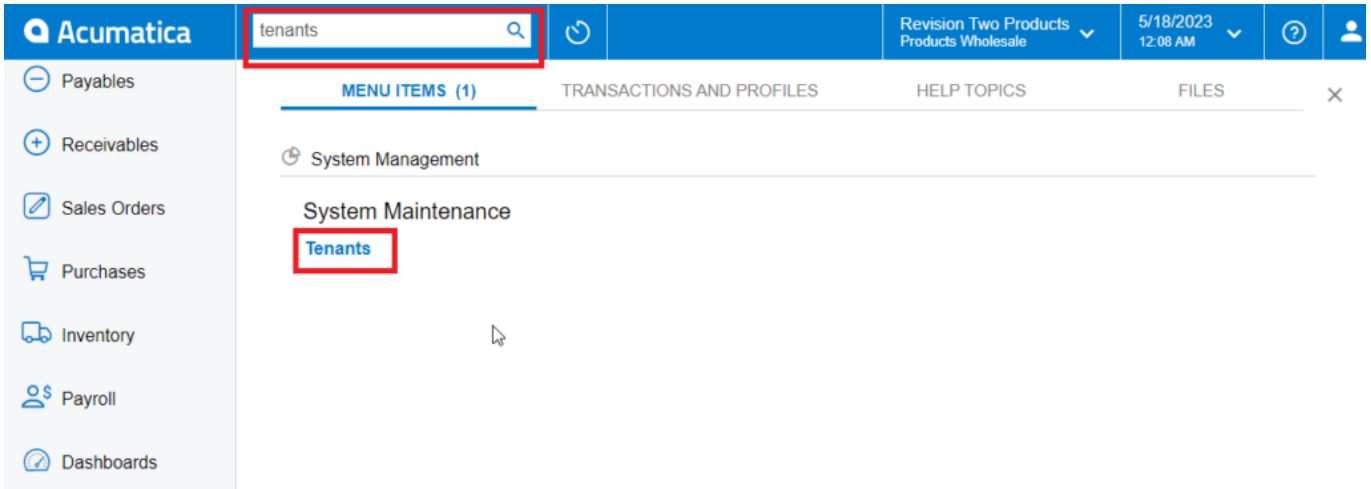 Acumatica
tenants
Revision Two Products
Products Wholesale
5/18/2023
12:08 AM
Payables
Receivables
Sales Orders
Purchases
Inventory
Payroll
Dashboards
MENU ITEMS (1)
TRANSACTIONS AND PROFILES
HELP TOPICS
FILES
System Management
System Maintenance
Tenants